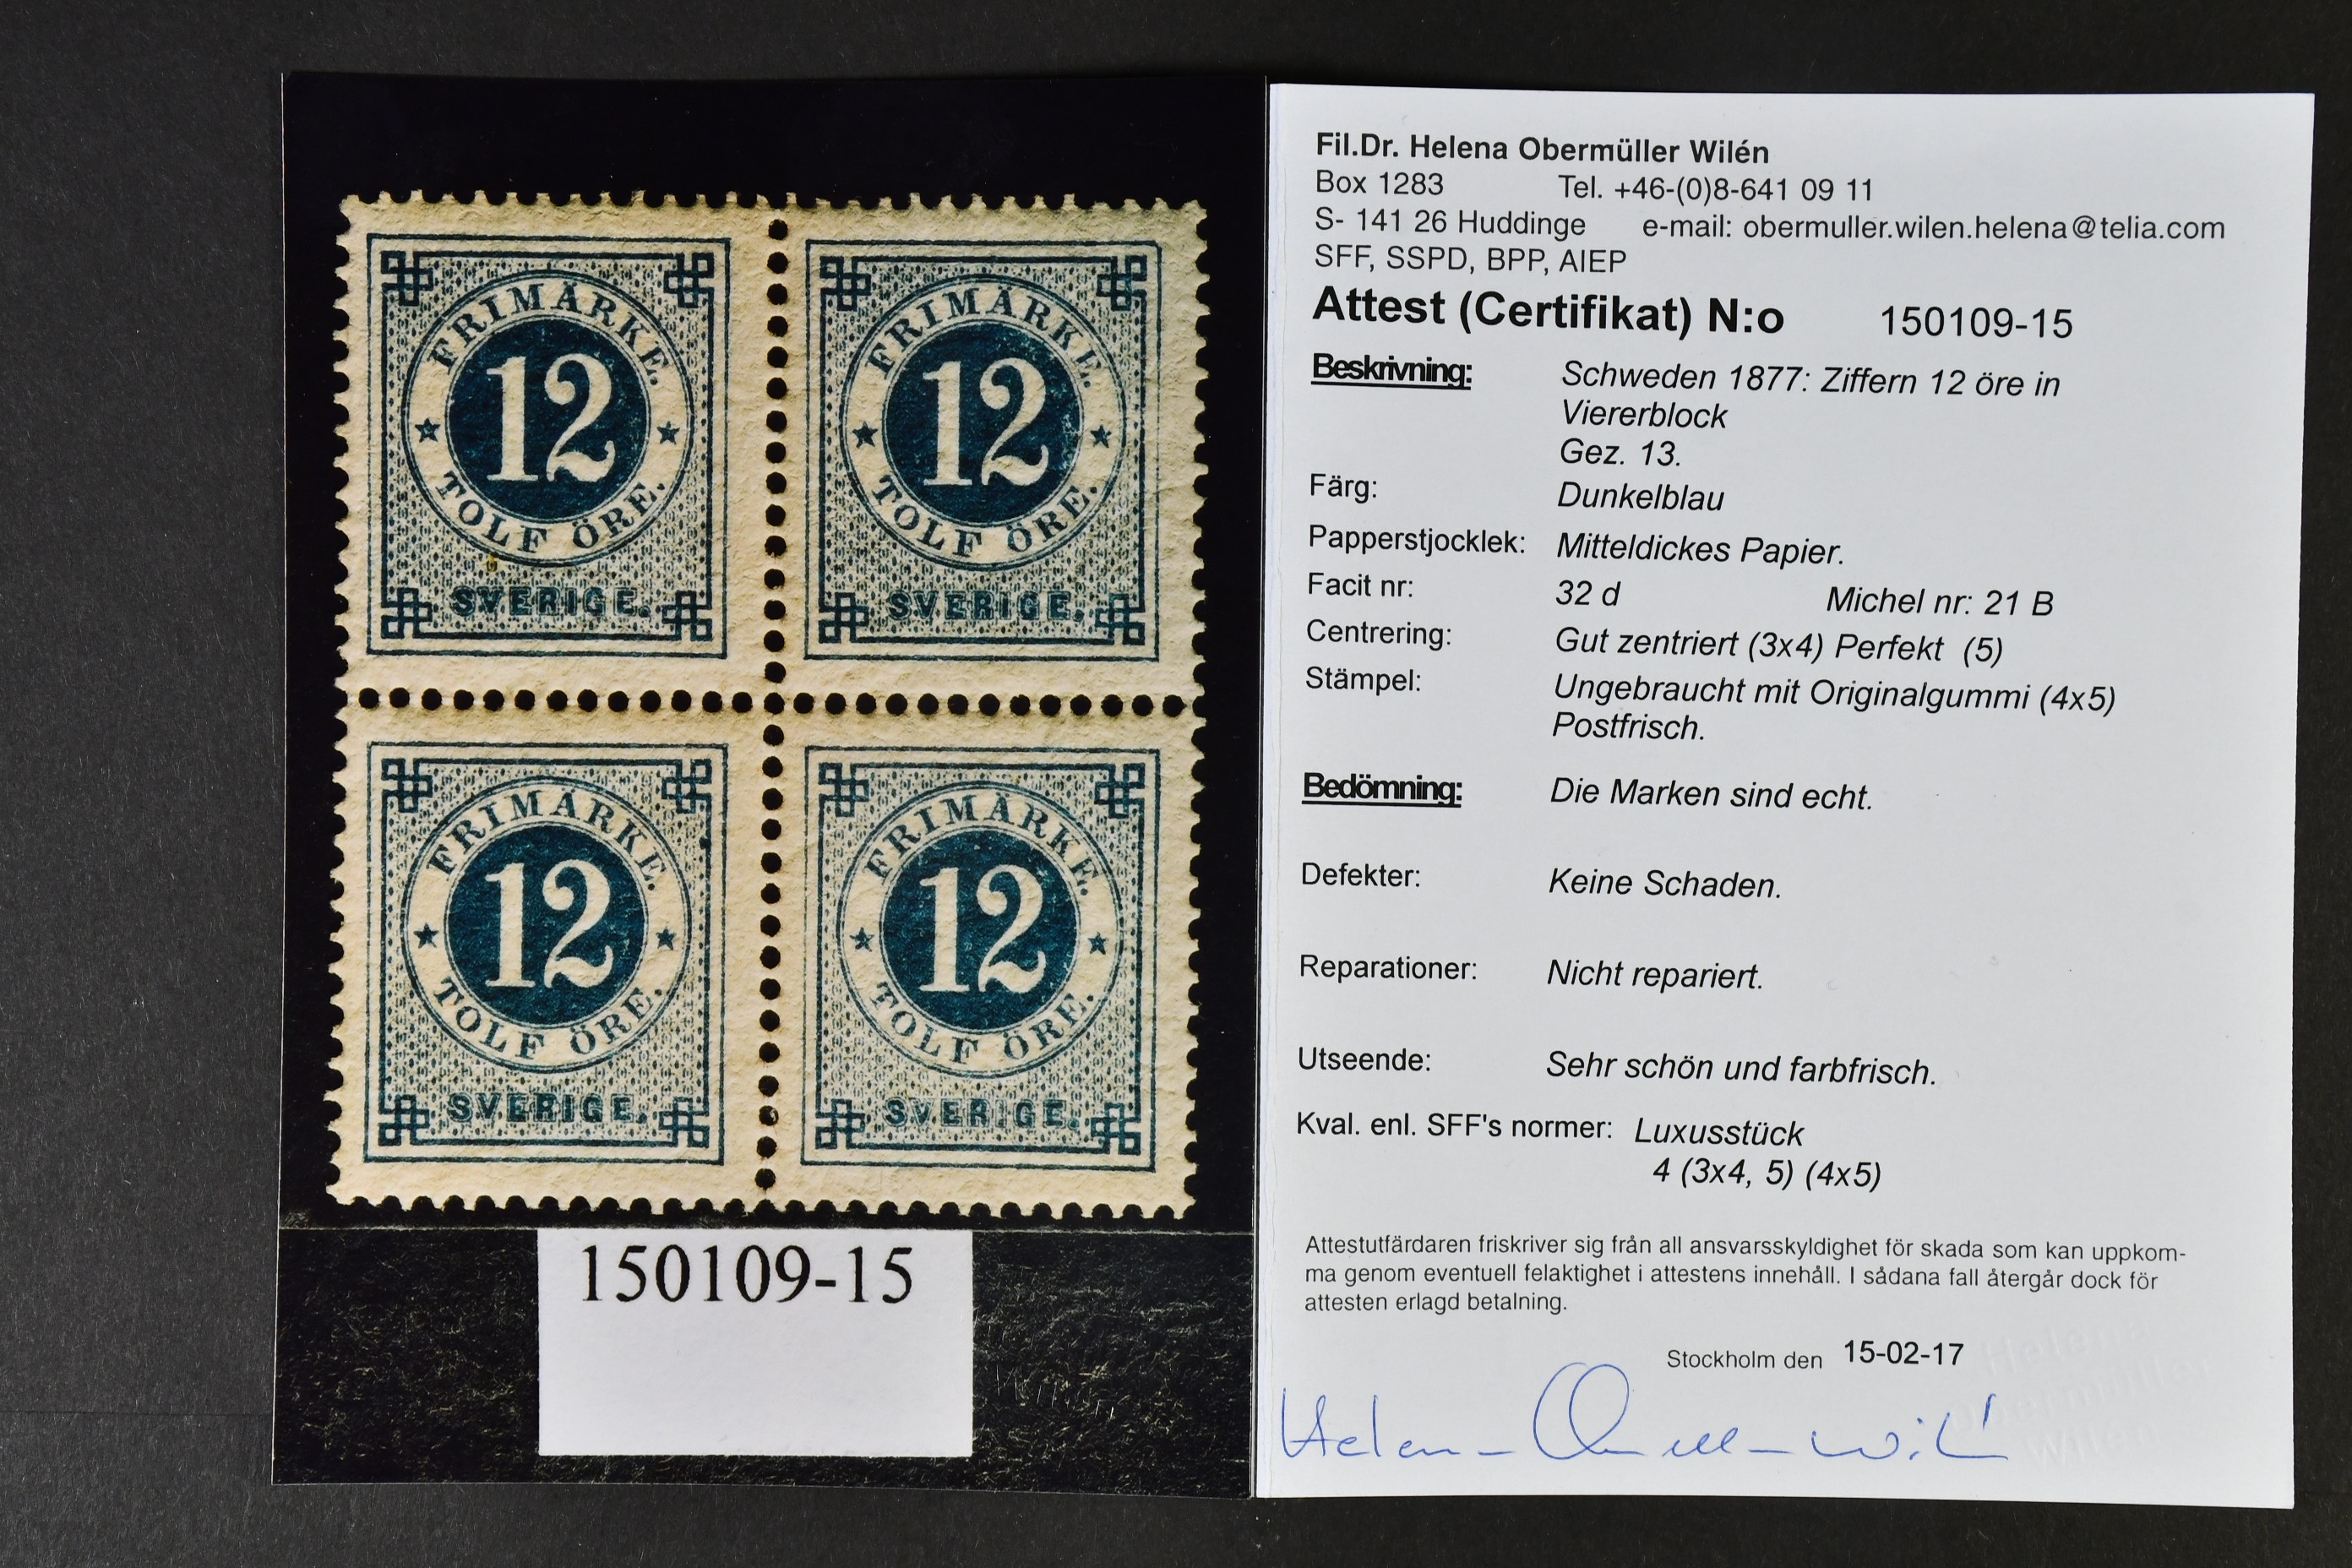 FRIMÄRKE.
12
TOLF ÖRE.
SVERIGE.
FRIMÄRKE.
12
TOLF ÖRE.
SVERIGE.
FRIMÄRKE.
12
TOLF ÖRE.
SVERIGE.
FRIMÄRKE.
12
TOLF ÖRE.
SVERIGE.
150109-15
Fil.Dr. Helena Obermüller Wilén
Box 1283 Tel. +46-(0)8-641 09 11
S- 141 26 Huddinge e-mail: obermuller.wilen.helena@telia.com
SFF, SSPD, BPP, AIEP
Attest (Certifikat) N:o 150109-15
Beskrivning: Schweden 1877: Ziffern 12 öre in
Viererblock
Gez. 13.
Färg: Dunkelblau
Papperstjocklek: Mitteldickes Papier.
Facit nr: 32 d Michel nr: 21 B
Centrering: Gut zentriert (3x4) Perfekt (5)
Stämpel: Ungebraucht mit Originalgummi (4x5)
Postfrisch.
Bedömning: Die Marken sind echt.
Defekter: Keine Schaden.
Reparationer: Nicht repariert.
Utseende: Sehr schön und farbfrisch.
Kval. enl. SFF's normer: Luxusstück
4 (3x4, 5) (4x5)
Attestutfärdaren friskriver sig från all ansvarsskyldighet för skada som kan uppkom-
ma genom eventuell felaktighet i attestens innehåll. I sådana fall återgår dock för
attesten erlagd betalning.
Stockholm den 15-02-17
Helena
Obermüller
Wilén